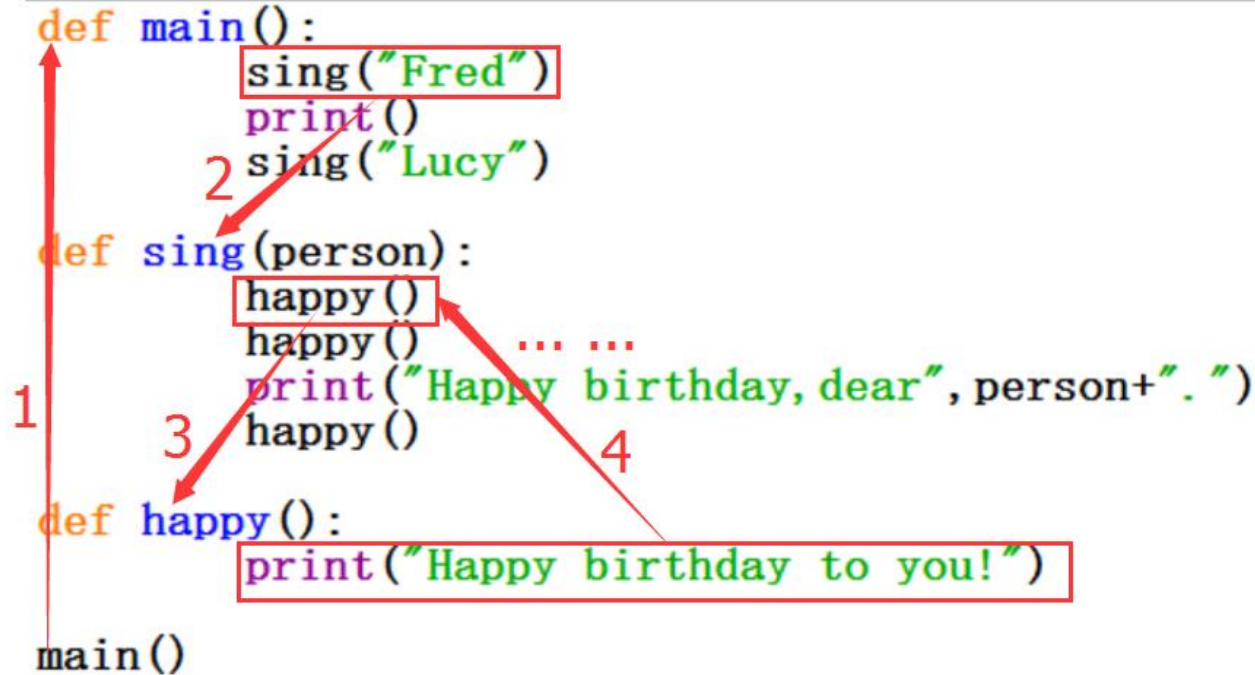 def main():
        sing("Fred")
        print()
        sing("Lucy")
2
def sing(person):
        happy()
        happy() ... ...
        print("Happy birthday,dear",person+".")
1
        happy()
3
4
def happy():
        print("Happy birthday to you!")
main()